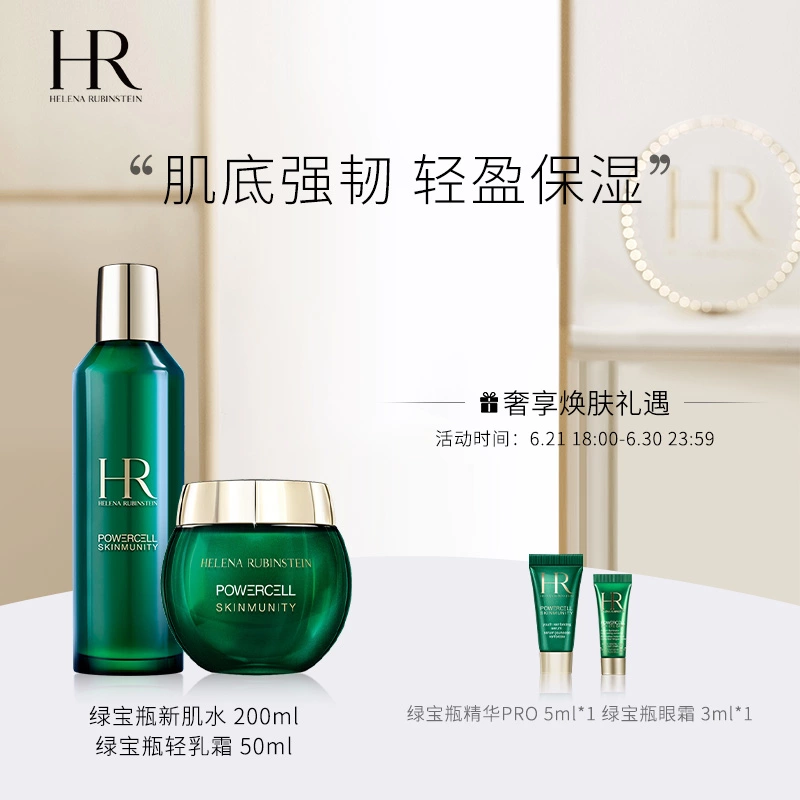 HR
HELENA RUBINSTEIN
“肌底强韧 轻盈保湿”
HR
奢享焕肤礼遇
活动时间：6.21 18:00-6.30 23:59
HR
HELENA RUBINSTEIN
POWERCELL
SKINMUNITY
HELENA RUBINSTEIN
POWERCELL
SKINMUNITY
HR
POWERCELL
SKINMUNITY
HR
POWERCELL
绿宝瓶新肌水 200ml
绿宝瓶轻乳霜 50ml
绿宝瓶精华PRO 5ml*1 绿宝瓶眼霜 3ml*1